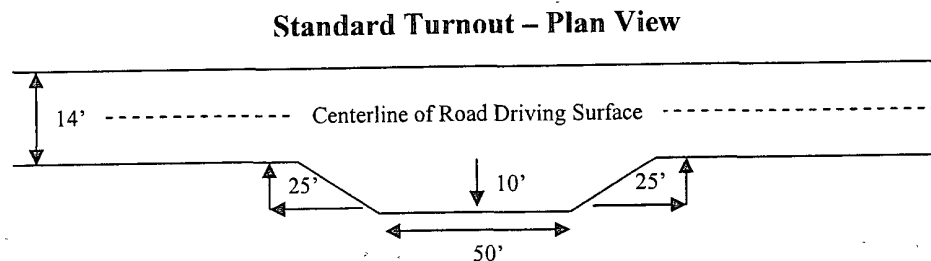 Standard Turnout – Plan View
14'
Centerline of Road Driving Surface
25'
10'
25'
50'